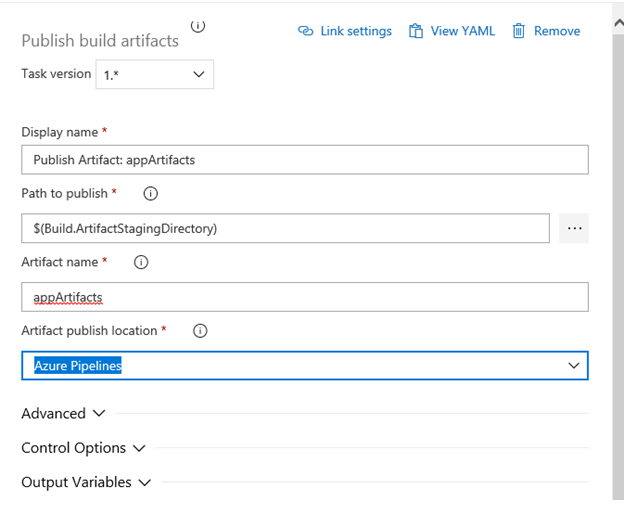 Publish build artifacts
Link settings View YAML Remove
Task version 1.*
Display name *
Publish Artifact: appArtifacts
Path to publish *
$(Build.ArtifactStagingDirectory) ...
Artifact name *
appArtifacts
Artifact publish location *
Azure Pipelines
Advanced
Control Options
Output Variables